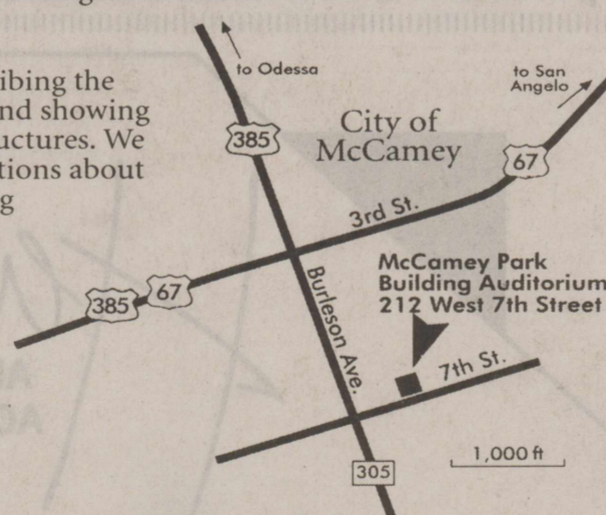 to Odessa
to San
Angelo
ibing the
nd showing
uctures. We
tions about
g
385
City of
McCamey
67
3rd St.
385
67
Burleson Ave.
McCamey Park
Building Auditorium
212 West 7th Street
7th St.
1,000 ft
305